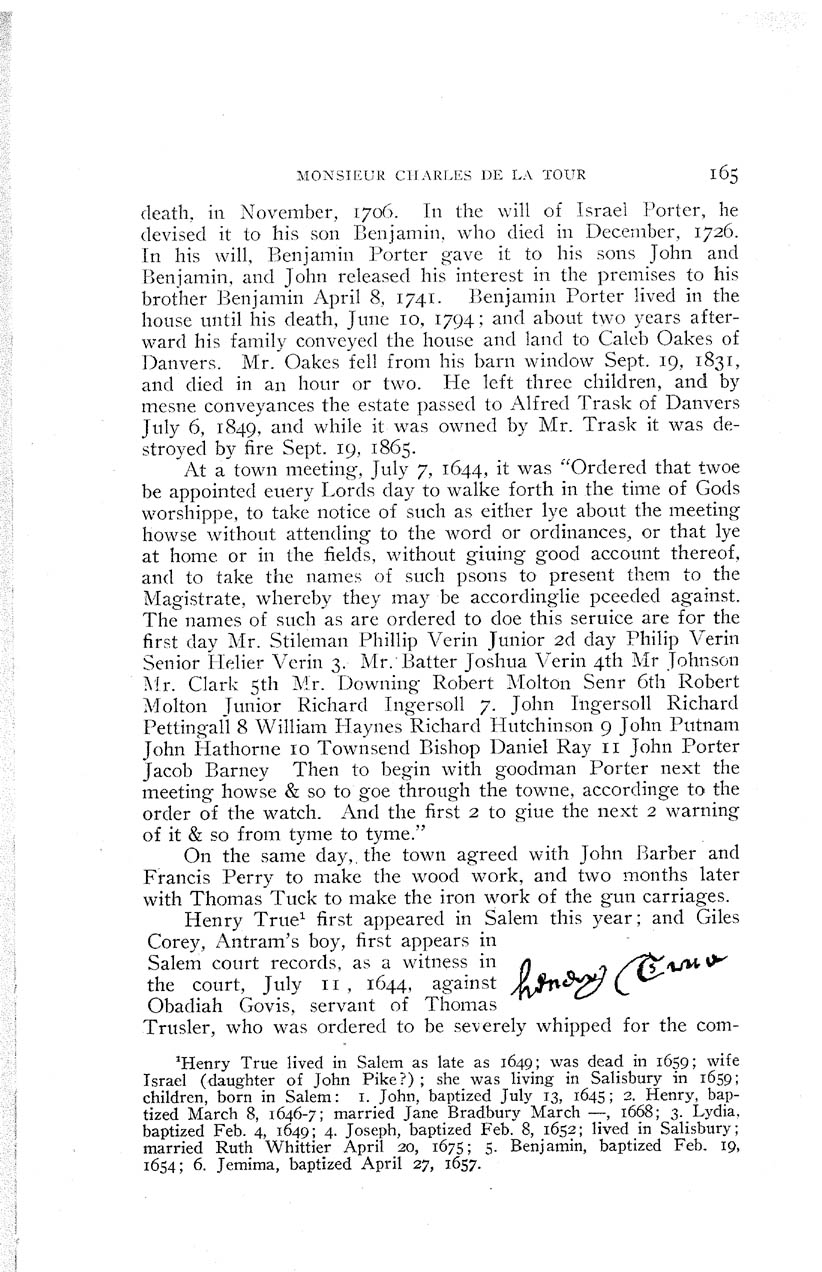 MONSIEUR CHARLES DE LA TOUR 165
death, in November, 1706. In the will of Israel Porter, he
devised it to his son Benjamin, who died in December, 1726.
In his will, Benjamin Porter gave it to his sons John and
Benjamin, and John released his interest in the premises to his
brother Benjamin April 8, 1741. Benjamin Porter lived in the
house until his death, June 10, 1794; and about two years after-
ward his family conveyed the house and land to Caleb Oakes of
Danvers. Mr. Oakes fell from his barn window Sept. 19, 1831,
and died in an hour or two. He left three children, and by
mesne conveyances the estate passed to Alfred Trask of Danvers
July 6, 1849, and while it was owned by Mr. Trask it was de-
stroyed by fire Sept. 19, 1865.
At a town meeting, July 7, 1644, it was "Ordered that twoe
be appointed euery Lords day to walke forth in the time of Gods
worshippe, to take notice of such as either lye about the meeting
howse without attending to the word or ordinances, or that lye
at home or in the fields, without giuing good account thereof,
and to take the names of such psons to present them to the
Magistrate, whereby they may be accordinglie pceeded against.
The names of such as are ordered to doe this seruice are for the
first day Mr. Stileman Phillip Verin Junior 2d day Philip Verin
Senior Helier Verin 3. Mr. Batter Joshua Verin 4th Mr Johnson
Mr. Clark 5th Mr. Downing Robert Molton Senr 6th Robert
Molton Junior Richard Ingersoll 7. John Ingersoll Richard
Pettingall 8 William Haynes Richard Hutchinson 9 John Putnam
John Hathorne 10 Townsend Bishop Daniel Ray 11 John Porter
Jacob Barney Then to begin with goodman Porter next the
meeting howse & so to goe through the towne, accordinge to the
order of the watch. And the first 2 to giue the next 2 warning
of it & so from tyme to tyme."
On the same day, the town agreed with John Barber and
Francis Perry to make the wood work, and two months later
with Thomas Tuck to make the iron work of the gun carriages.
Henry True¹ first appeared in Salem this year; and Giles
Corey, Antram's boy, first appears in
Salem court records, as a witness in
the court, July 11, 1644, against
Obadiah Govis, servant of Thomas
henry True
Trusler, who was ordered to be severely whipped for the com-
¹Henry True lived in Salem as late as 1649; was dead in 1659; wife
Israel (daughter of John Pike?); she was living in Salisbury in 1659;
children, born in Salem: 1. John, baptized July 13, 1645; 2. Henry, bap-
tized March 8, 1646-7; married Jane Bradbury March —, 1668; 3. Lydia,
baptized Feb. 4, 1649; 4. Joseph, baptized Feb. 8, 1652; lived in Salisbury;
married Ruth Whittier April 20, 1675; 5. Benjamin, baptized Feb. 19,
1654; 6. Jemima, baptized April 27, 1657.